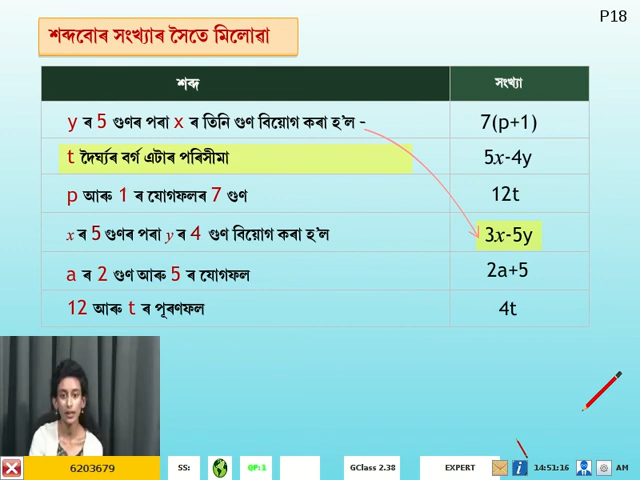 P18
শব্দবোৰ সংখ্যাৰ সৈতে মিলোৱা
শব্দ সংখ্যা
y ৰ 5 গুণৰ পৰা x ৰ তিনি গুণ বিয়োগ কৰা হ'ল - 7(p+1)
t দৈৰ্ঘ্যৰ বৰ্গ এটাৰ পৰিসীমা 5x-4y
p আৰু 1 ৰ যোগফলৰ 7 গুণ 12t
x ৰ 5 গুণৰ পৰা y ৰ 4 গুণ বিয়োগ কৰা হ'ল 3x-5y
a ৰ 2 গুণ আৰু 5 ৰ যোগফল 2a+5
12 আৰু t ৰ পূৰণফল 4t
6203679 SS: QP:1 GClass 2.38 EXPERT 14:51:16 AM